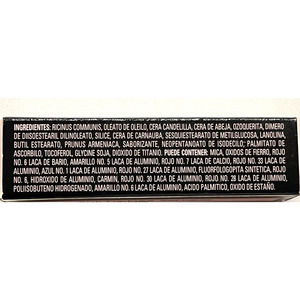 INGREDIENTES: RICINUS COMMUNIS, OLEATO DE OLEILO, CERA CANDELILLA, CERA DE ABEJA, OZOQUERITA, DIMERO
DE DIISOESTEARIL DILINOLEATO, SILICE, CERA DE CARNAUBA, SESQUIESTEARATO DE METILGLUCOSA, LANOLINA,
BUTIL ESTEARATO, PRUNUS ARMENIACA, SABORIZANTE, NEOPENTANOATO DE ISODECILO; PALMITATO DE
ASCORBILO, TOCOFEROL, GLYCINE SOJA, DIOXIDO DE TITANIO. PUEDE CONTENER: MICA, OXIDOS DE FIERRO, ROJO
NO. 6 LACA DE BARIO, AMARILLO NO. 5 LACA DE ALUMINIO, ROJO NO. 7 LACA DE CALCIO, ROJO NO. 33 LACA DE
ALUMINIO, AZUL NO. 1 LACA DE ALUMINIO, ROJO NO. 27 LACA DE ALUMINIO, FLUORFLOGOPITA SINTETICA, ROJO
NO. 6, HIDROXIDO DE ALUMINIO, CARMIN, ROJO NO. 30 LACA DE ALUMINIO, ROJO NO. 28 LACA DE ALUMINIO,
POLIISOBUTENO HIDROGENADO, AMARILLO NO. 6 LACA DE ALUMINIO, ACIDO PALMITICO, OXIDO DE ESTAÑO.